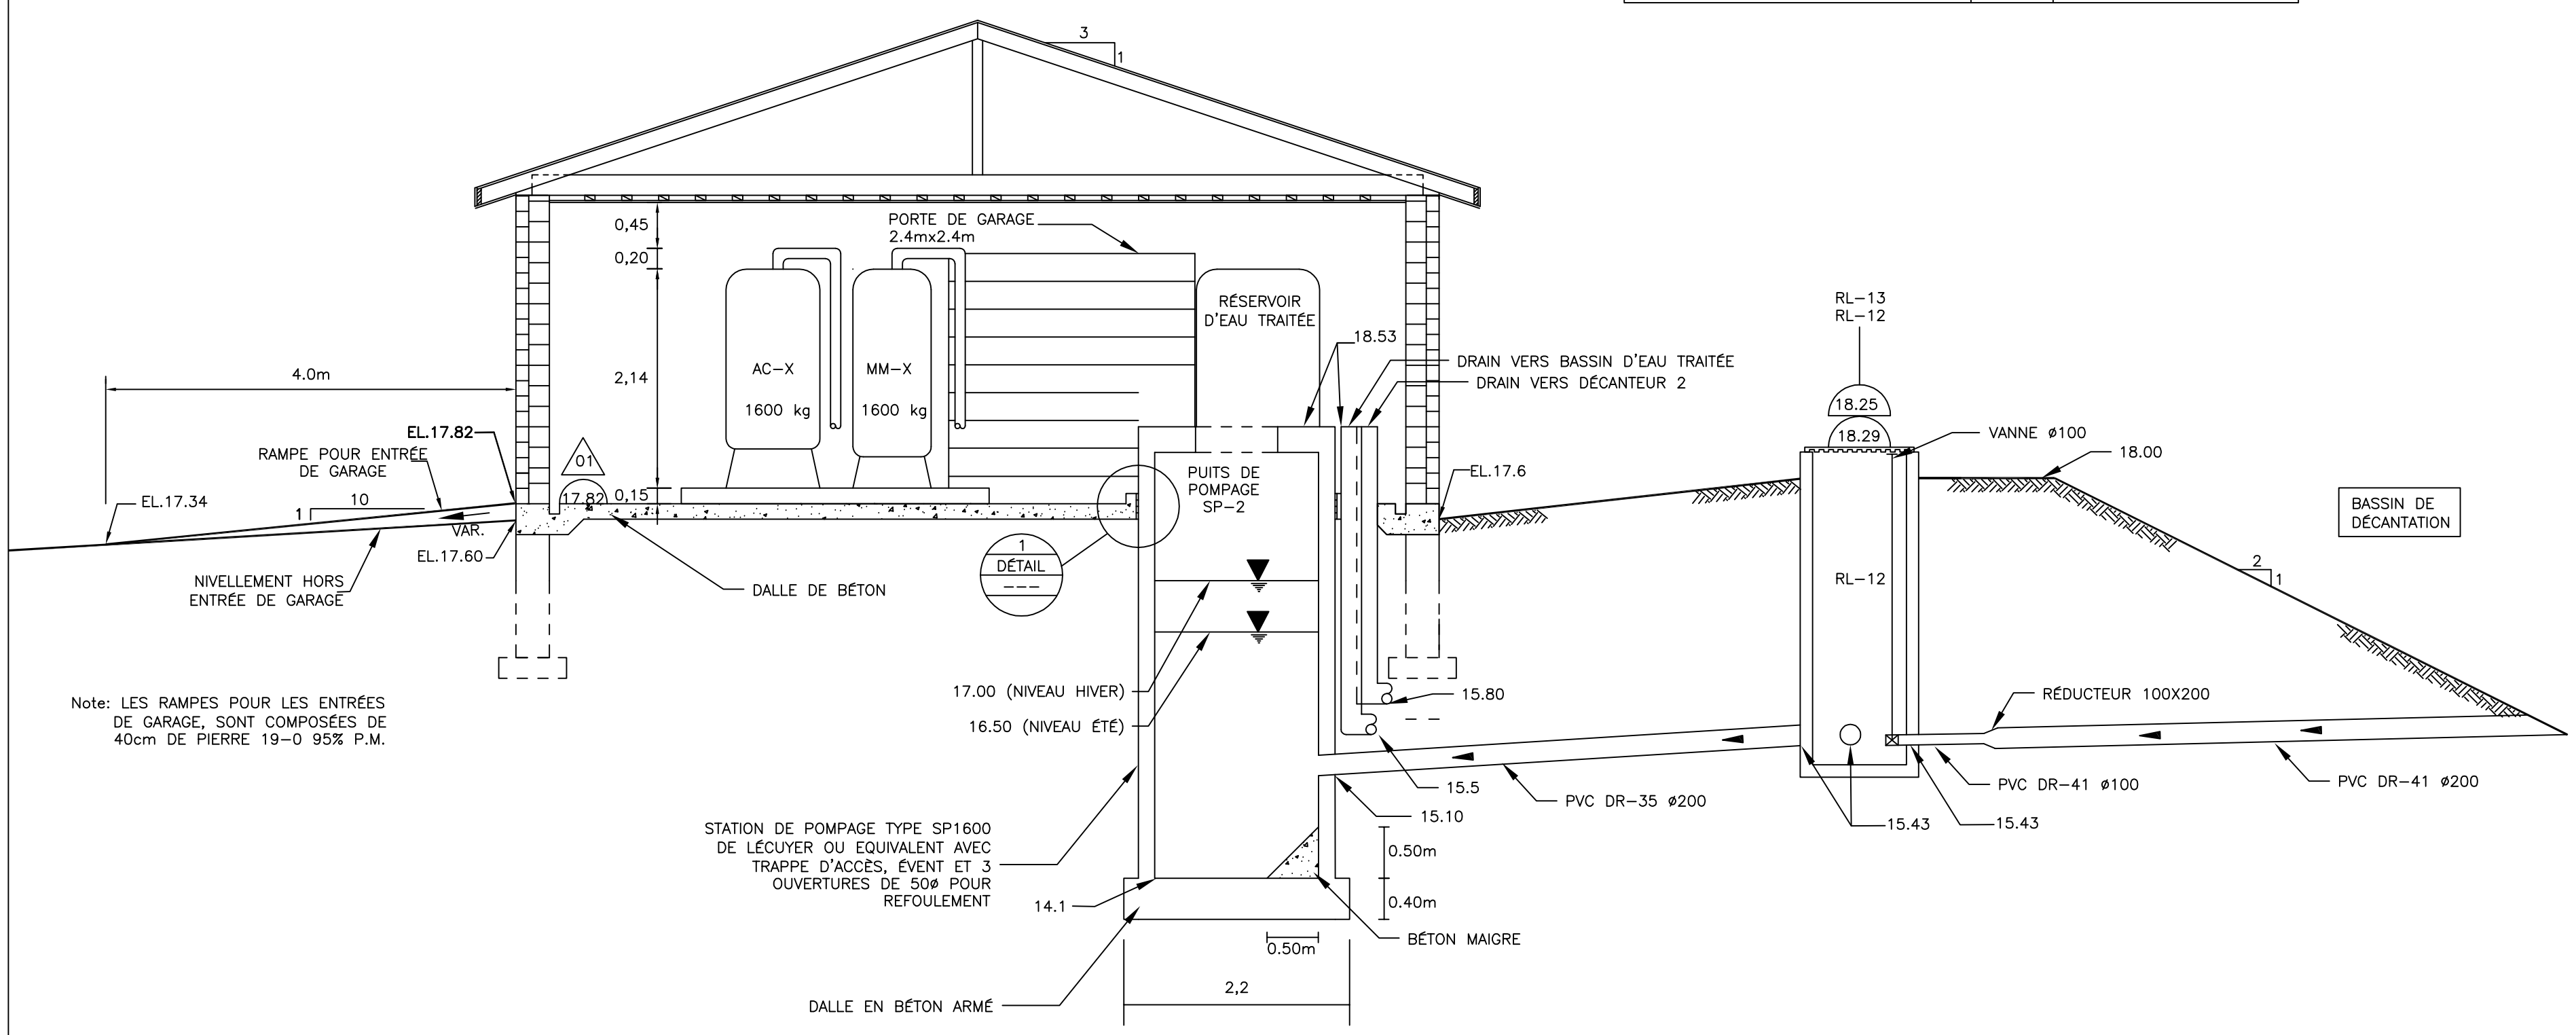 3
1
0,45
0,20
2,14
0,15
PORTE DE GARAGE
2.4mx2.4m
RÉSERVOIR
D'EAU TRAITÉE
18.53
DRAIN VERS BASSIN D'EAU TRAITÉE
DRAIN VERS DÉCANTEUR 2
AC-X
1600 kg
MM-X
1600 kg
4.0m
EL.17.82
RAMPE POUR ENTRÉE
DE GARAGE
10
1
EL.17.34
VAR.
EL.17.60
01
17.82
NIVELLEMENT HORS
ENTRÉE DE GARAGE
DALLE DE BÉTON
1
DÉTAIL
---
PUITS DE
POMPAGE
SP-2
EL.17.6
RL-13
RL-12
18.25
18.29
VANNE ø100
18.00
BASSIN DE
DÉCANTATION
2
1
RL-12
17.00 (NIVEAU HIVER)
16.50 (NIVEAU ÉTÉ)
15.80
RÉDUCTEUR 100X200
Note: LES RAMPES POUR LES ENTRÉES
DE GARAGE, SONT COMPOSÉES DE
40cm DE PIERRE 19-0 95% P.M.
15.5
PVC DR-35 ø200
15.10
15.43
15.43
PVC DR-41 ø100
PVC DR-41 ø200
STATION DE POMPAGE TYPE SP1600
DE LÉCUYER OU EQUIVALENT AVEC
TRAPPE D'ACCÈS, ÉVENT ET 3
OUVERTURES DE 50ø POUR
REFOULEMENT
14.1
0.50m
0.40m
0.50m
BÉTON MAIGRE
2,2
DALLE EN BÉTON ARMÉ